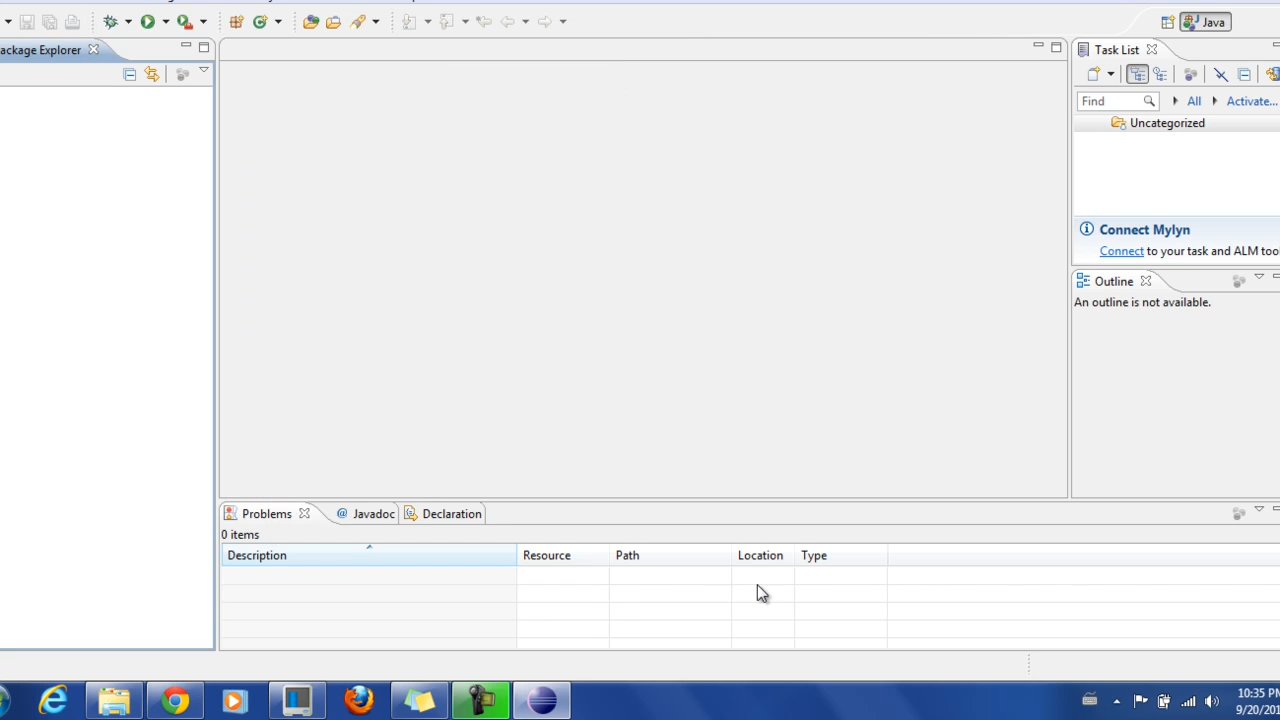 Java
ackage Explorer
Task List
Find
All
Activate...
Uncategorized
Connect Mylyn
Connect to your task and ALM too
Outline
An outline is not available.
Problems
@ Javadoc
Declaration
0 items
Description
Resource
Path
Location
Type
10:35 PM
9/20/201